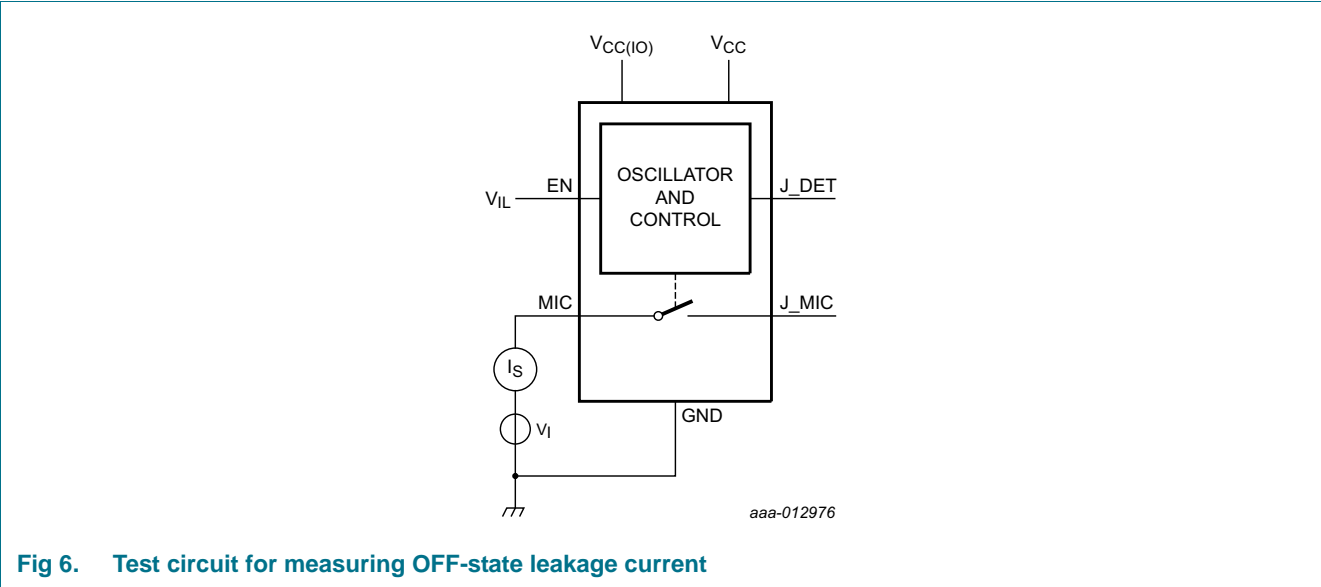 VCC(IO)
VCC
OSCILLATOR
AND
CONTROL
EN
VIL
J_DET
MIC
J_MIC
IS
VI
GND
aaa-012976
Fig 6. Test circuit for measuring OFF-state leakage current